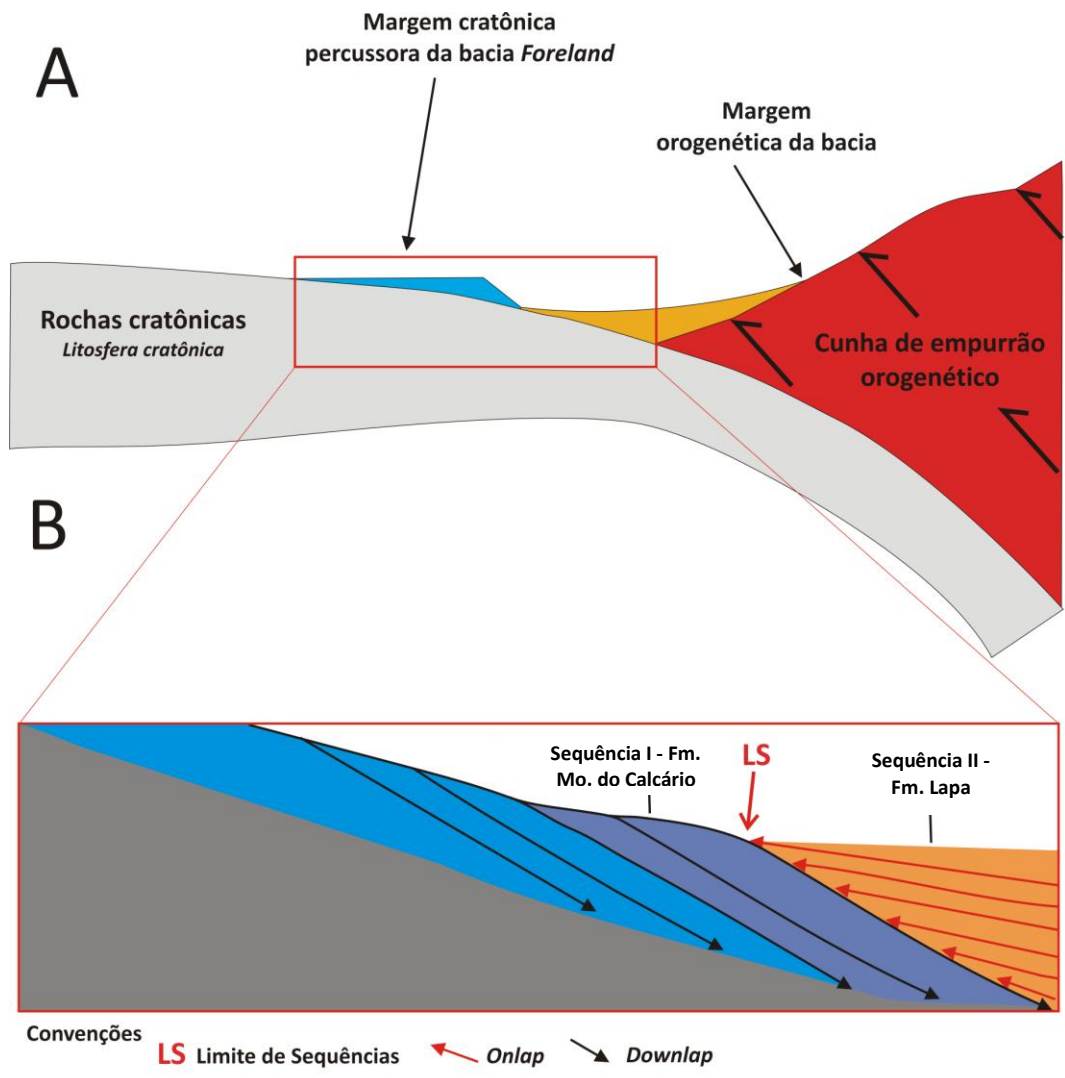 A
Margem cratônica
percussora da bacia Foreland
Margem
orogenética da bacia
Rochas cratônicas
Litosfera cratônica
Cunha de empurrão
orogenético
B
Sequência I - Fm.
Mo. do Calcário
LS
Sequência II -
Fm. Lapa
Convenções
LS Limite de Sequências Onlap Downlap